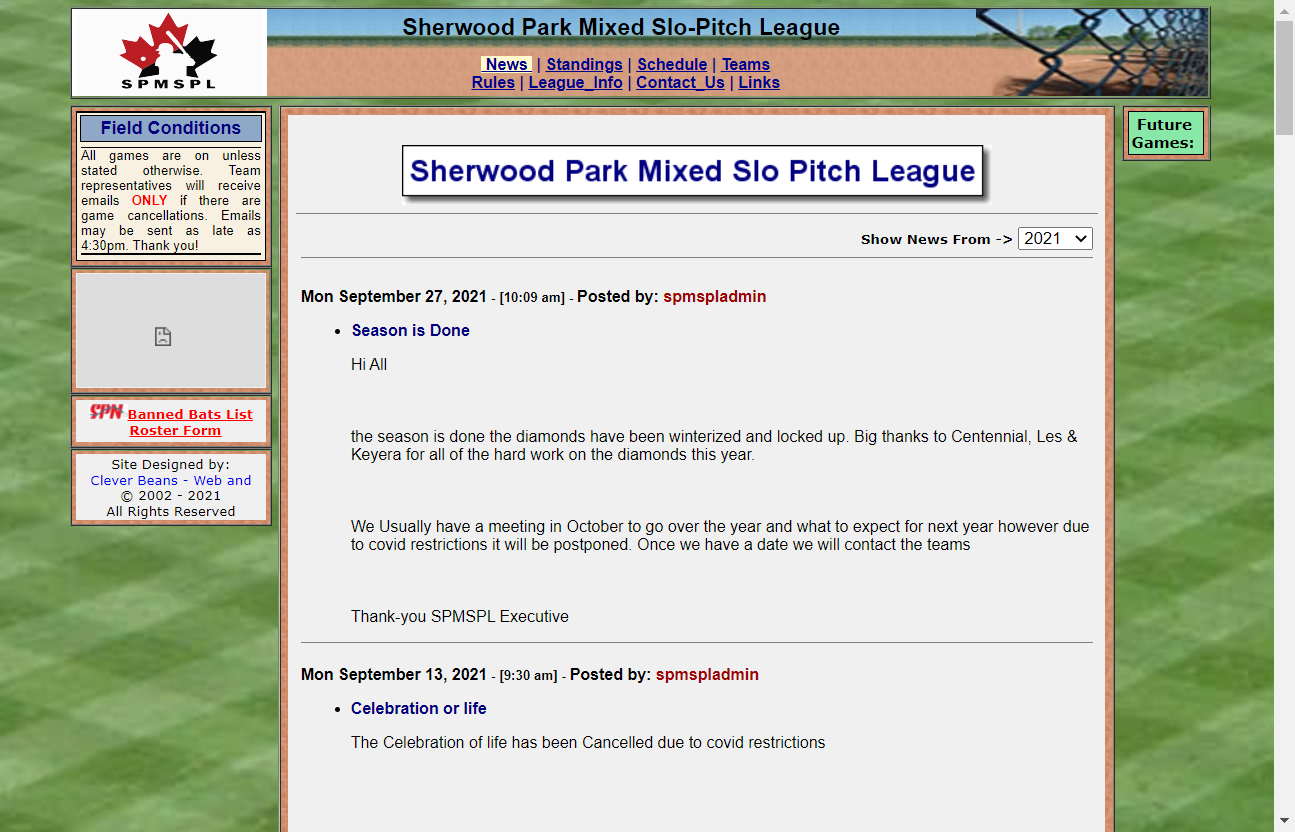 SPMSPL
Sherwood Park Mixed Slo-Pitch League
News | Standings | Schedule | Teams
Rules | League_Info | Contact_Us | Links
Field Conditions
All games are on unless
stated otherwise. Team
representatives will receive
emails ONLY if there are
game cancellations. Emails
may be sent as late as
4:30pm. Thank you!
SPN Banned Bats List
Roster Form
Site Designed by:
Clever Beans - Web and
© 2002 - 2021
All Rights Reserved
Sherwood Park Mixed Slo Pitch League
Show News From -> 2021
Mon September 27, 2021 - [10:09 am] - Posted by: spmspladmin
• Season is Done
Hi All
the season is done the diamonds have been winterized and locked up. Big thanks to Centennial, Les &
Keyera for all of the hard work on the diamonds this year.
We Usually have a meeting in October to go over the year and what to expect for next year however due
to covid restrictions it will be postponed. Once we have a date we will contact the teams
Thank-you SPMSPL Executive
Mon September 13, 2021 - [9:30 am] - Posted by: spmspladmin
• Celebration or life
The Celebration of life has been Cancelled due to covid restrictions
Future
Games: